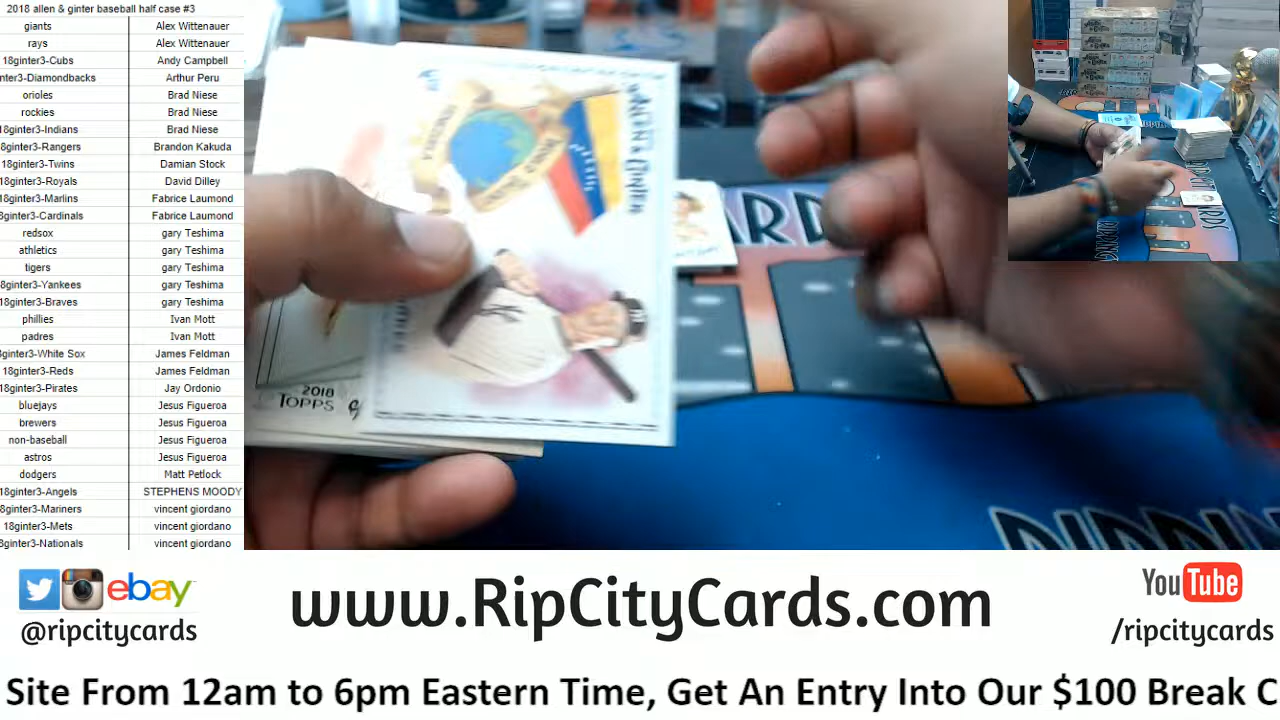 2018 allen & ginter baseball half case #3
giants Alex Wittenauer
rays Alex Wittenauer
18ginter3-Cubs Andy Campbell
nter3-Diamondbacks Arthur Peru
orioles Brad Niese
rockies Brad Niese
18ginter3-Indians Brad Niese
18ginter3-Rangers Brandon Kakuda
18ginter3-Twins Damian Stock
18ginter3-Royals David Dilley
18ginter3-Marlins Fabrice Laumond
8ginter3-Cardinals Fabrice Laumond
redsox gary Teshima
athletics gary Teshima
tigers gary Teshima
8ginter3-Yankees gary Teshima
18ginter3-Braves gary Teshima
phillies Ivan Mott
padres Ivan Mott
8ginter3-White Sox James Feldman
18ginter3-Reds James Feldman
18ginter3-Pirates Jay Ordonio
bluejays Jesus Figueroa
brewers Jesus Figueroa
non-baseball Jesus Figueroa
astros Jesus Figueroa
dodgers Matt Petlock
18ginter3-Angels STEPHENS MOODY
8ginter3-Mariners vincent giordano
18ginter3-Mets vincent giordano
8ginter3-Nationals vincent giordano
2018
TOPPS
ARD
RIPPIN
ebay
@ripcitycards
www.RipCityCards.com
YouTube
/ripcitycards
Site From 12am to 6pm Eastern Time, Get An Entry Into Our $100 Break C